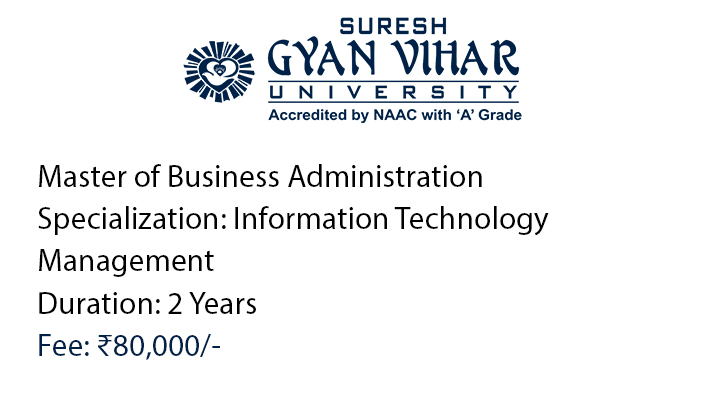 SURESH
GYAN VIHAR
UNIVERSITY
Accredited by NAAC with ‘A’ Grade
Master of Business Administration
Specialization: Information Technology
Management
Duration: 2 Years
Fee: ₹80,000/-